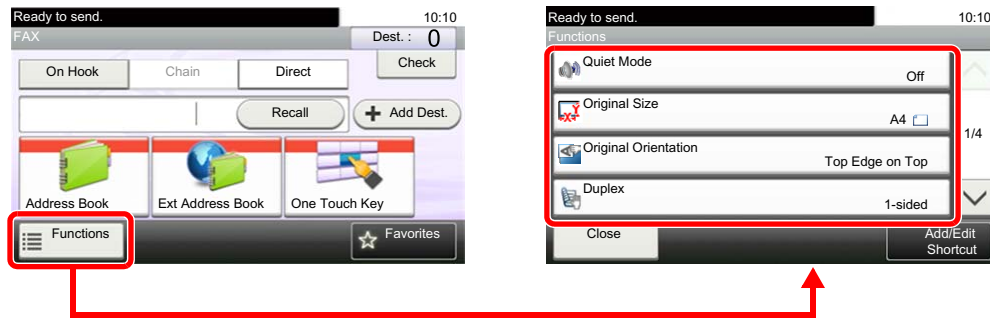 Ready to send.
10:10
FAX
Dest. : 0
On Hook
Chain
Direct
Check
Recall
+ Add Dest.
Address Book
Ext Address Book
One Touch Key
Functions
Favorites
Ready to send.
10:10
Functions
Quiet Mode
Off
Original Size
A4
Original Orientation
Top Edge on Top
Duplex
1-sided
1/4
Close
Add/Edit
Shortcut